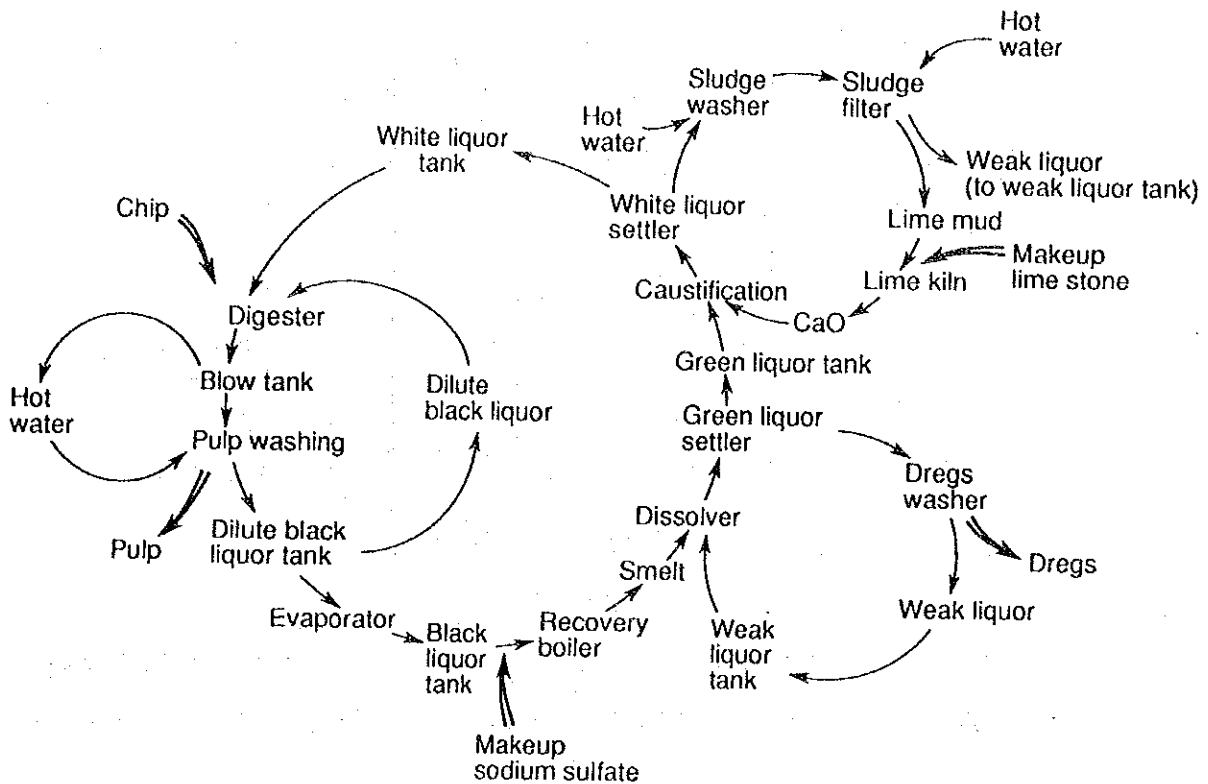 Hot
water
Sludge
washer
Sludge
filter
Hot
water
White liquor
tank
Weak liquor
(to weak liquor tank)
Chip
White liquor
settler
Lime mud
Makeup
lime stone
Lime kiln
Caustification
CaO
Digester
Green liquor tank
Blow tank
Dilute
black liquor
Hot
water
Green liquor
settler
Pulp washing
Dregs
washer
Dissolver
Dilute black
liquor tank
Pulp
Smelt
Dregs
Evaporator
Weak liquor
Recovery
boiler
Black
liquor
tank
Weak
liquor
tank
Makeup
sodium sulfate